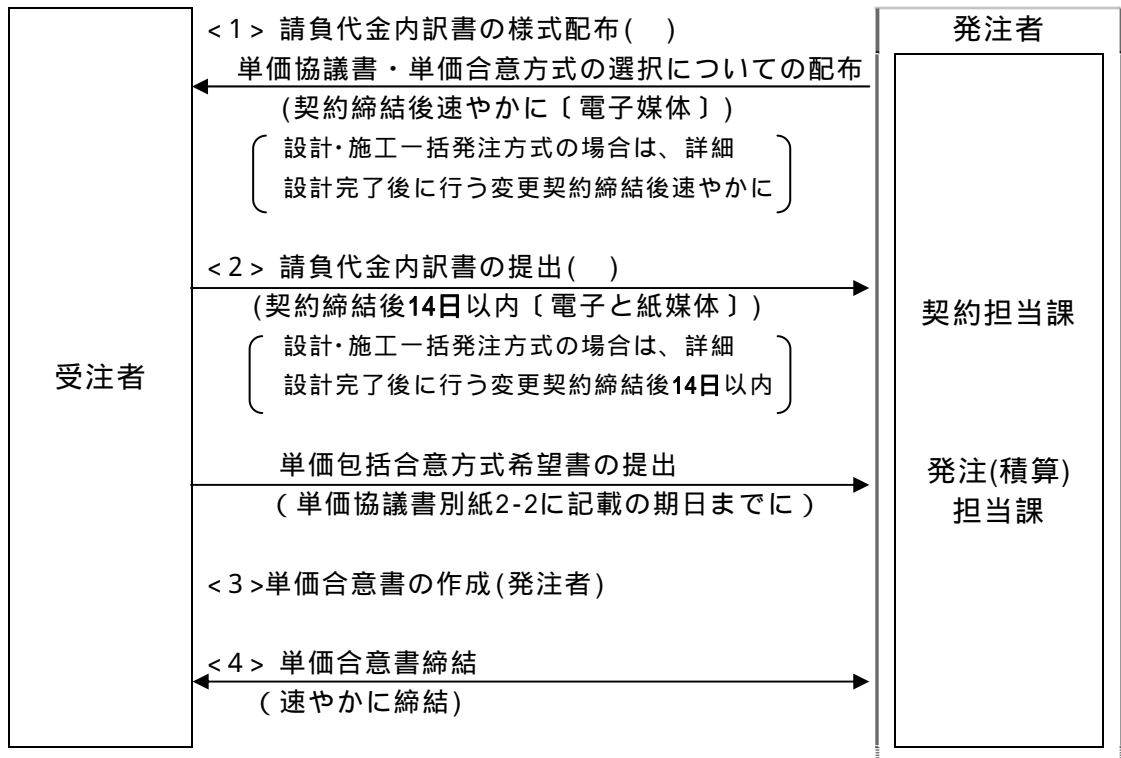 <1> 請負代金内訳書の様式配布(　)
単価協議書・単価合意方式の選択についての配布
(契約締結後速やかに〔電子媒体〕)
設計・施工一括発注方式の場合は、詳細
設計完了後に行う変更契約締結後速やかに
<2> 請負代金内訳書の提出(　)
(契約締結後14日以内〔電子と紙媒体〕)
設計・施工一括発注方式の場合は、詳細
設計完了後に行う変更契約締結後14日以内
単価包括合意方式希望書の提出
(単価協議書別紙2-2に記載の期日までに)
<3>単価合意書の作成(発注者)
<4> 単価合意書締結
(速やかに締結)
受注者
発注者
契約担当課
発注(積算)
担当課